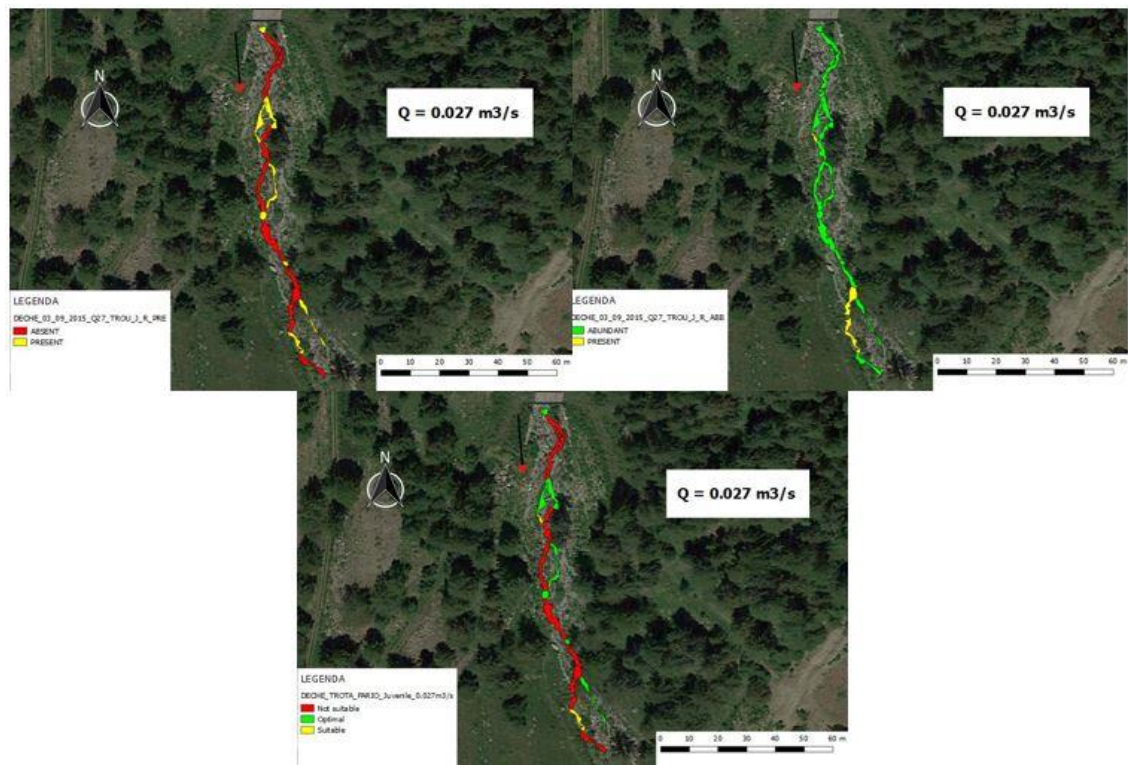 N
Q = 0.027 m3/s
LEGENDA
DECHE_03_09_2015_Q27_TROU_J_R_PRE
ABSENT
PRESENT
0 10 20 30 40 50 60 m
N
Q = 0.027 m3/s
LEGENDA
DECHE_03_09_2015_Q27_TROU_J_R_ABB
ABUNDANT
PRESENT
0 10 20 30 40 50 60 m
N
Q = 0.027 m3/s
LEGENDA
DECHE_TROTA_FARIO_Juvenile_0.027m3/s
Not suitable
Optimal
Suitable
0 10 20 30 40 50 60 m